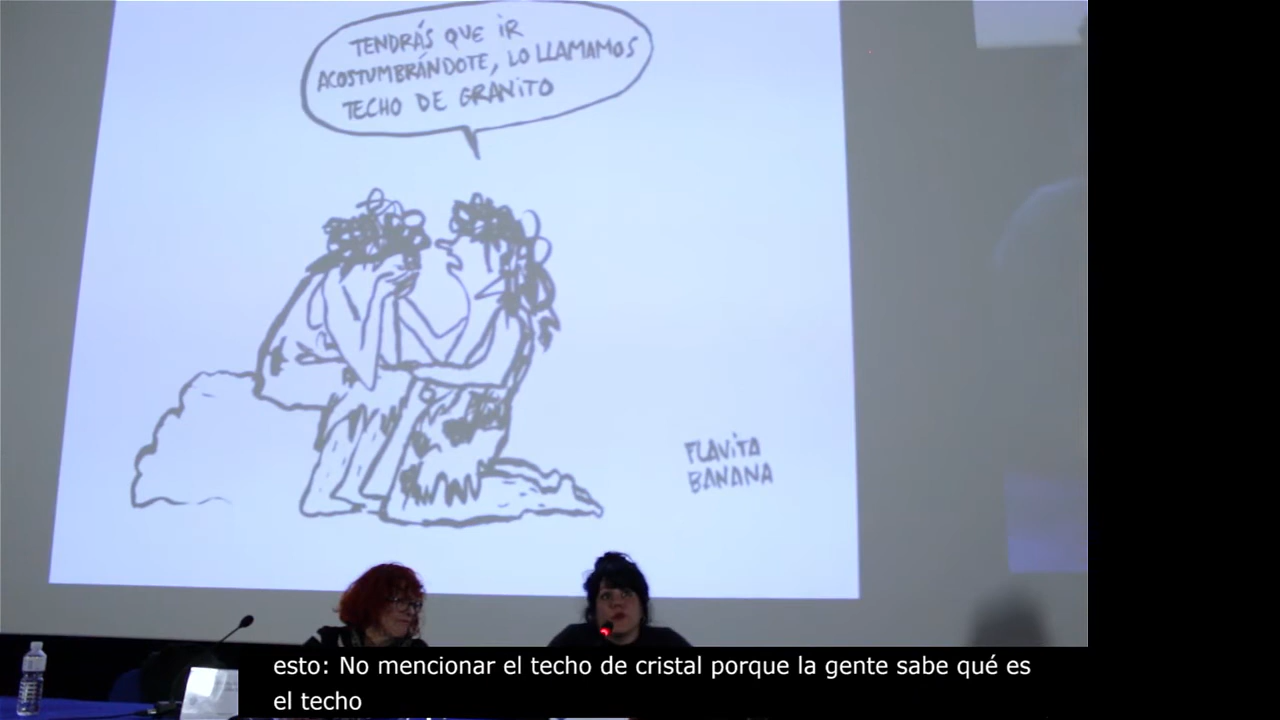 TENDRÁS QUE IR
ACOSTUMBRÁNDOTE, LO LLAMAMOS
TECHO DE GRANITO
FLAVITA
BANANA
esto: No mencionar el techo de cristal porque la gente sabe qué es
el techo